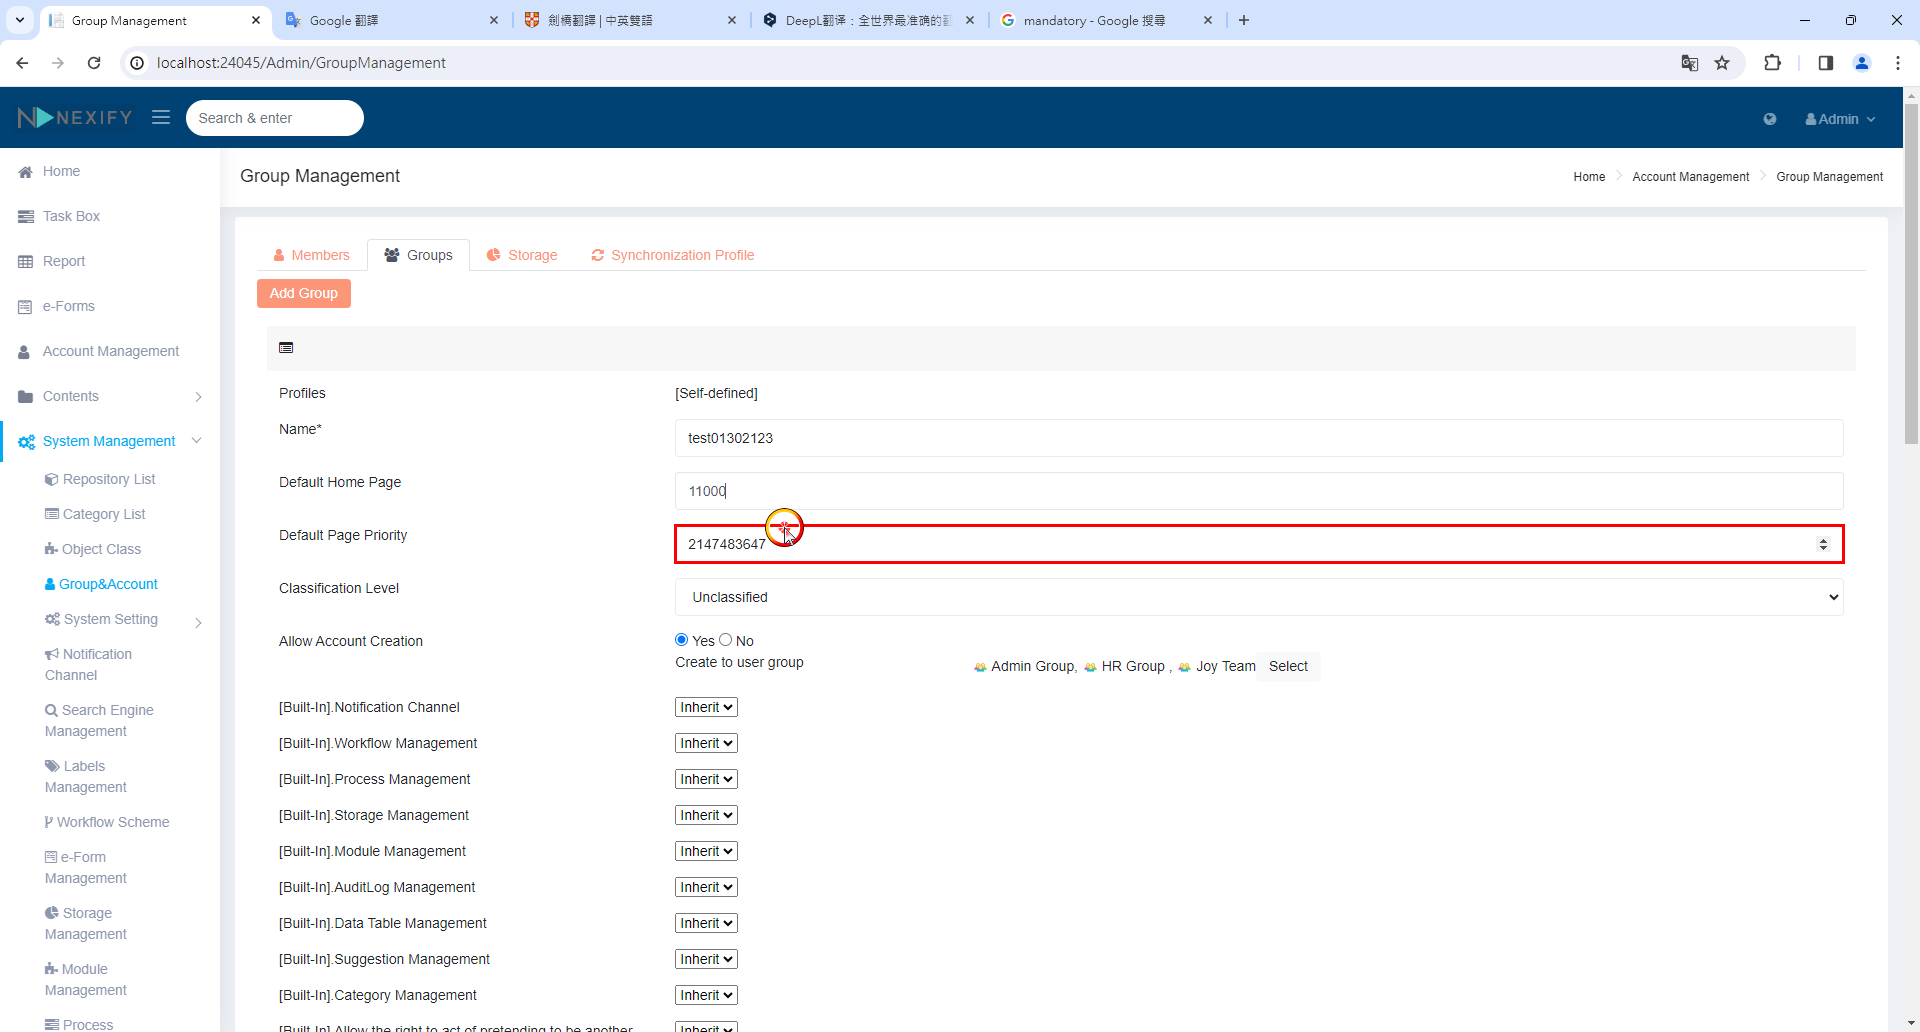 Group Management
Google 翻譯
劍橋翻譯 | 中英雙語
DeepL翻译：全世界最准确的
mandatory - Google 搜尋
localhost:24045/Admin/GroupManagement
NEXIFY
Search & enter
Admin
Home
Task Box
Report
e-Forms
Account Management
Contents
System Management
Repository List
Category List
Object Class
Group&Account
System Setting
Notification
Channel
Search Engine
Management
Labels
Management
Workflow Scheme
e-Form
Management
Storage
Management
Module
Management
Process
Group Management
Home
Account Management
Group Management
Members
Groups
Storage
Synchronization Profile
Add Group
Profiles
[Self-defined]
Name*
test01302123
Default Home Page
11000
Default Page Priority
2147483647
Classification Level
Unclassified
Allow Account Creation
Yes
No
Create to user group
Admin Group, HR Group , Joy Team
Select
[Built-In].Notification Channel
Inherit
[Built-In].Workflow Management
Inherit
[Built-In].Process Management
Inherit
[Built-In].Storage Management
Inherit
[Built-In].Module Management
Inherit
[Built-In].AuditLog Management
Inherit
[Built-In].Data Table Management
Inherit
[Built-In].Suggestion Management
Inherit
[Built-In].Category Management
Inherit
[Built-In].Allow the right to act of pretending to be another
Inherit